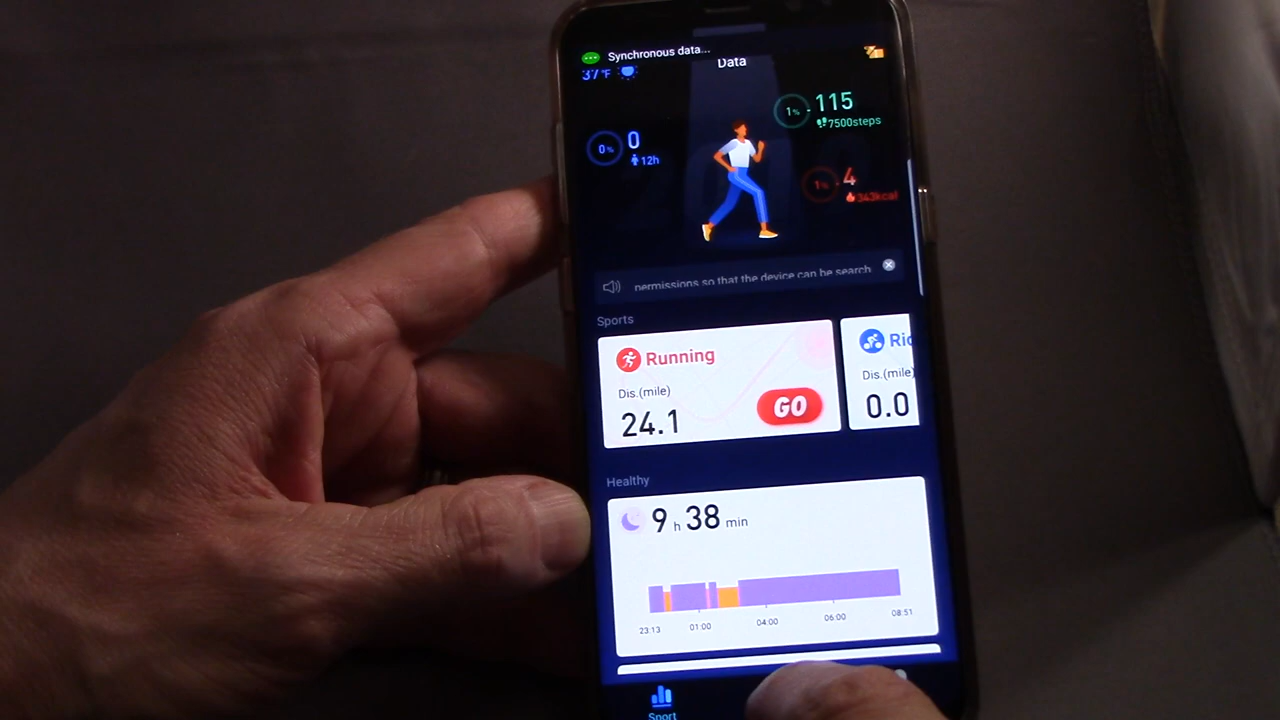 Synchronous data...
37°F
Data
1%
115
7500steps
0%
0
12h
1%
4
343kcal
permissions so that the device can be search
Sports
Running
Dis.(mile)
24.1
GO
Dis.(mile)
0.0
Healthy
9 h 38 min
23:13
01:00
04:00
06:00
08:51
Sport